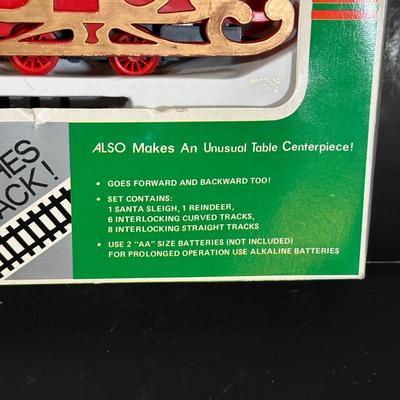 HES
ACK!
ALSO Makes An Unusual Table Centerpiece!
• GOES FORWARD AND BACKWARD TOO!
• SET CONTAINS:
1 SANTA SLEIGH, 1 REINDEER,
6 INTERLOCKING CURVED TRACKS,
8 INTERLOCKING STRAIGHT TRACKS
• USE 2 "AA" SIZE BATTERIES (NOT INCLUDED)
FOR PROLONGED OPERATION USE ALKALINE BATTERIES